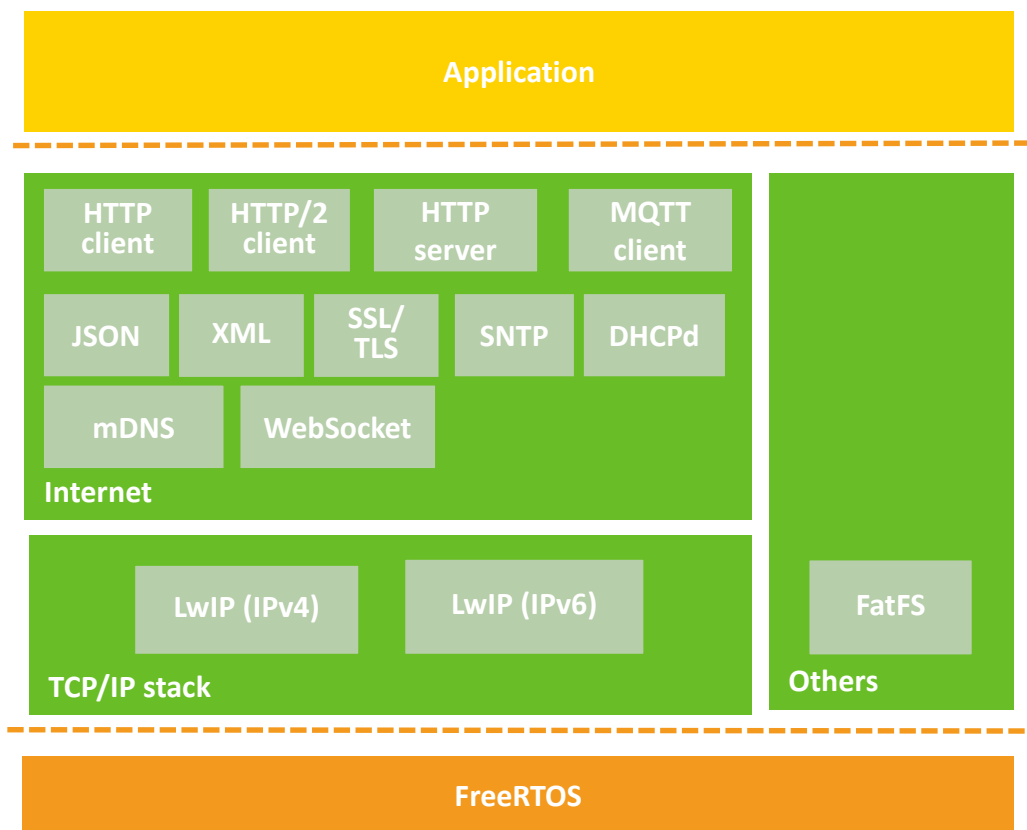 Application
HTTP
client
HTTP/2
client
HTTP
server
MQTT
client
JSON
XML
SSL/
TLS
SNTP
DHCPd
mDNS
WebSocket
Internet
LwIP (IPv4)
LwIP (IPv6)
TCP/IP stack
FatFS
Others
FreeRTOS